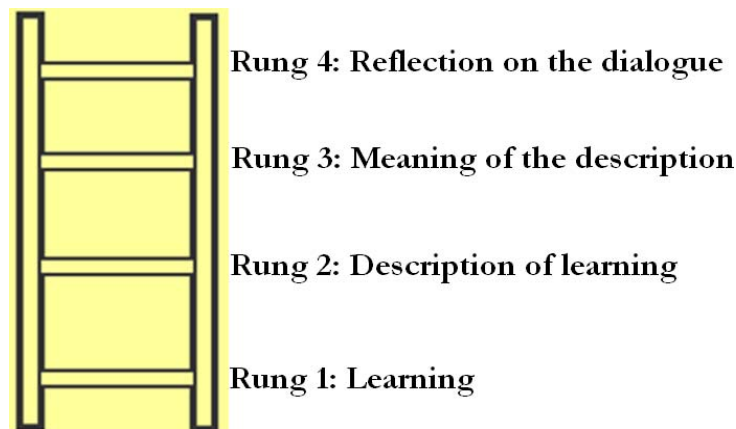 Rung 4: Reflection on the dialogue
Rung 3: Meaning of the description
Rung 2: Description of learning
Rung 1: Learning